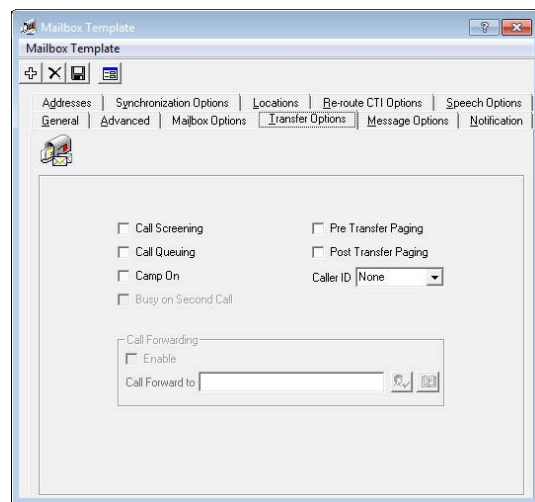 Mailbox Template
Mailbox Template
Addresses Synchronization Options Locations Re-route CTI Options Speech Options
General Advanced Mailbox Options Transfer Options Message Options Notification
Call Screening Pre Transfer Paging
Call Queuing Post Transfer Paging
Camp On Caller ID None
Busy on Second Call
Call Forwarding
Enable
Call Forward to